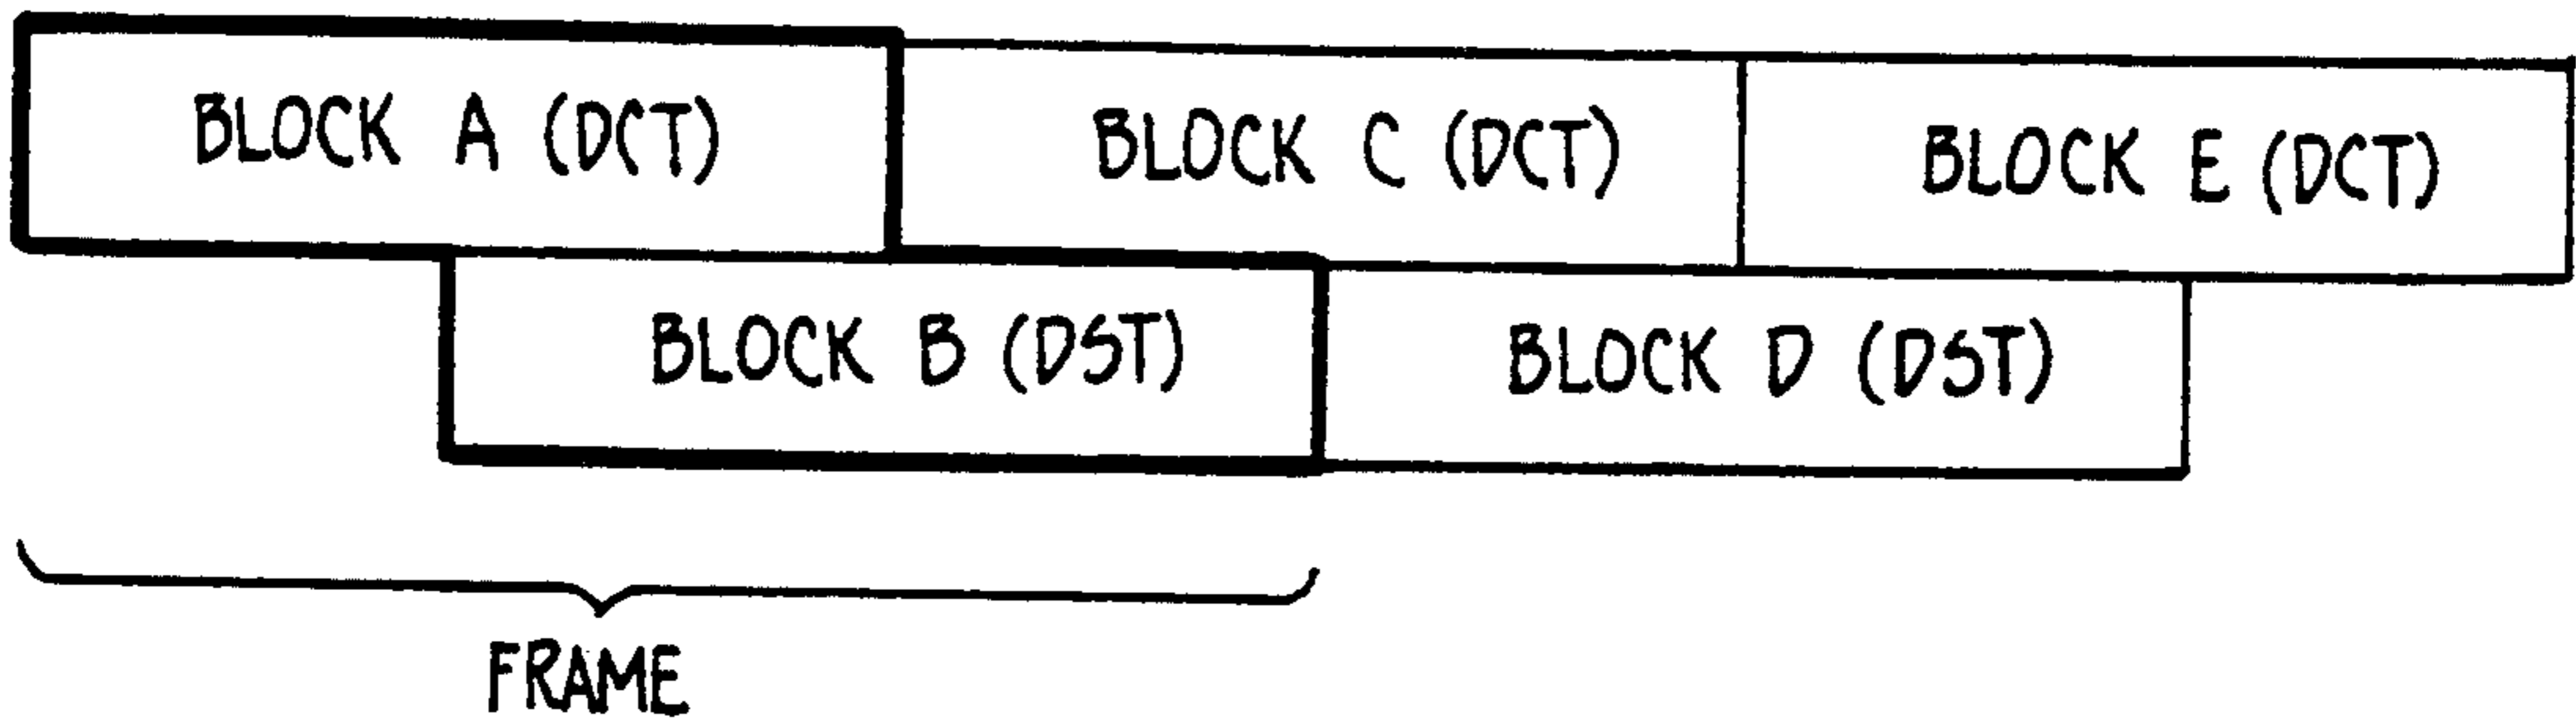 BLOCK A (DCT)
BLOCK C (DCT)
BLOCK E (DCT)
BLOCK B (DST)
BLOCK D (DST)
FRAME